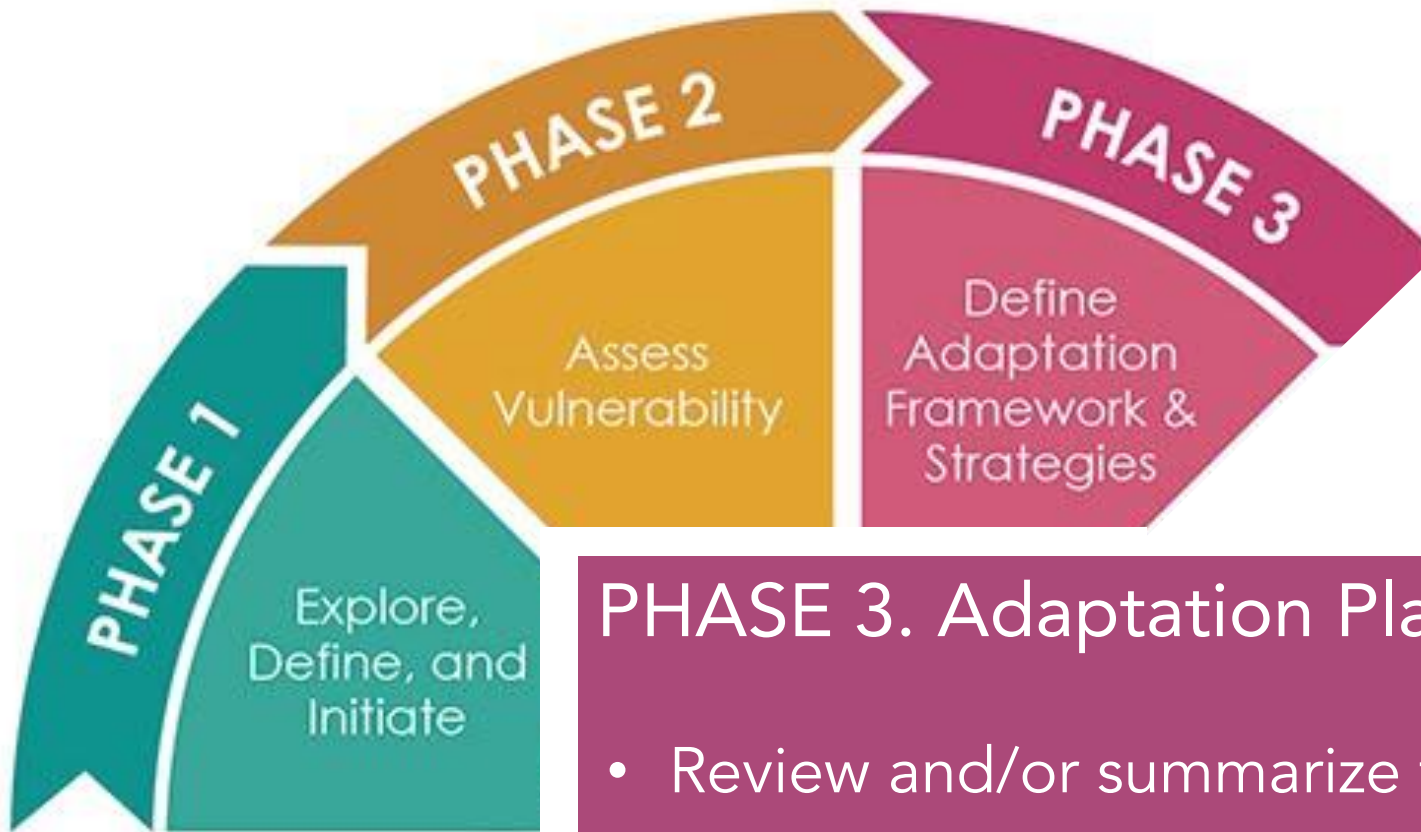 PHASE 1
Explore,
Define, and
Initiate
PHASE 2
Assess
Vulnerability
PHASE 3
Define
Adaptation
Framework &
Strategies
PHASE 3. Adaptation Pla
• Review and/or summarize